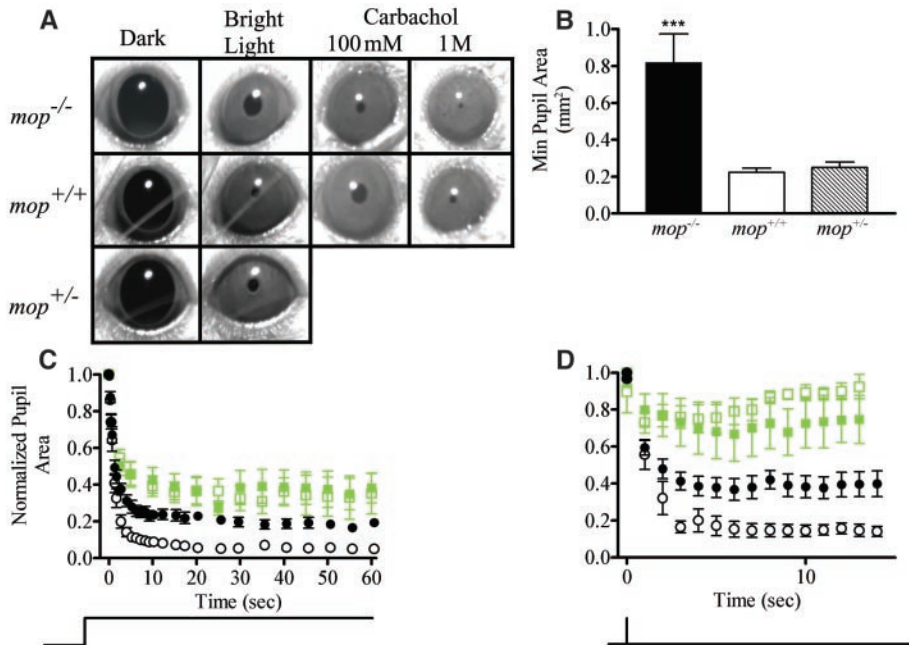 A
Dark
Bright
Light
Carbachol
100 mM
1M
mop-/-
mop+/+
mop+/-
B
***
Min Pupil Area
(mm2)
1.0
0.8
0.6
0.4
0.2
0.0
mop-/-
mop+/+
mop+/-
C
Normalized Pupil
Area
1.0
0.8
0.6
0.4
0.2
0.0
0
10
20
30
40
50
60
Time (sec)
D
1.0
0.8
0.6
0.4
0.2
0.0
0
10
Time (sec)